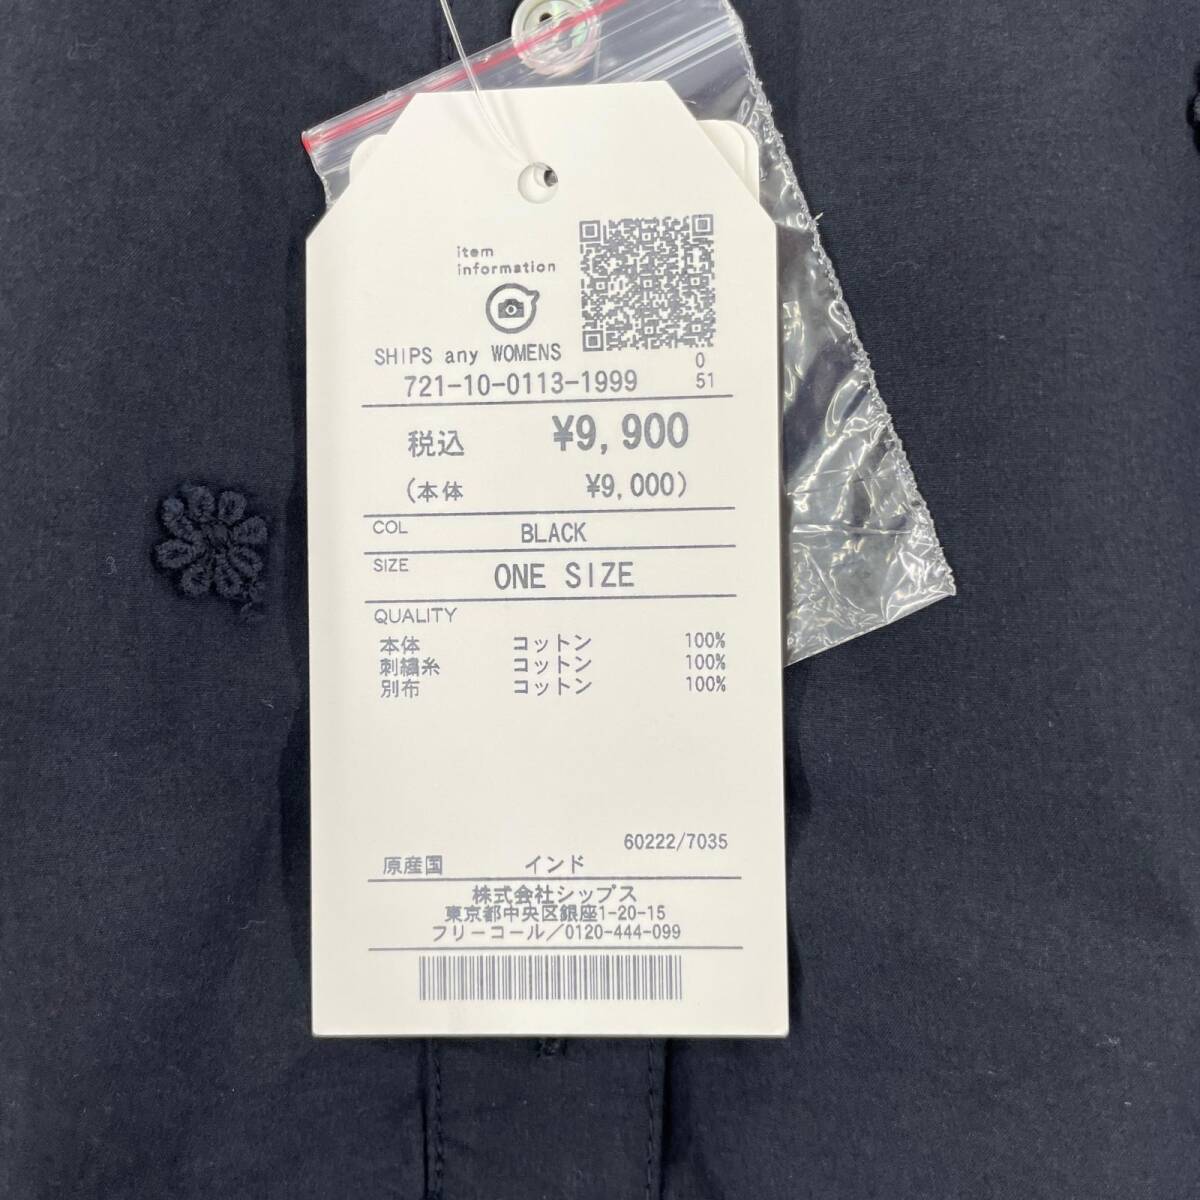 item
information
SHIPS any WOMENS
0
721-10-0113-1999
51
税込 ¥9,900
(本体 ¥9,000)
COL BLACK
SIZE ONE SIZE
QUALITY
本体 コットン 100%
刺繍糸 コットン 100%
別布 コットン 100%
60222/7035
原産国 インド
株式会社シップス
東京都中央区銀座1-20-15
フリーコール/0120-444-099